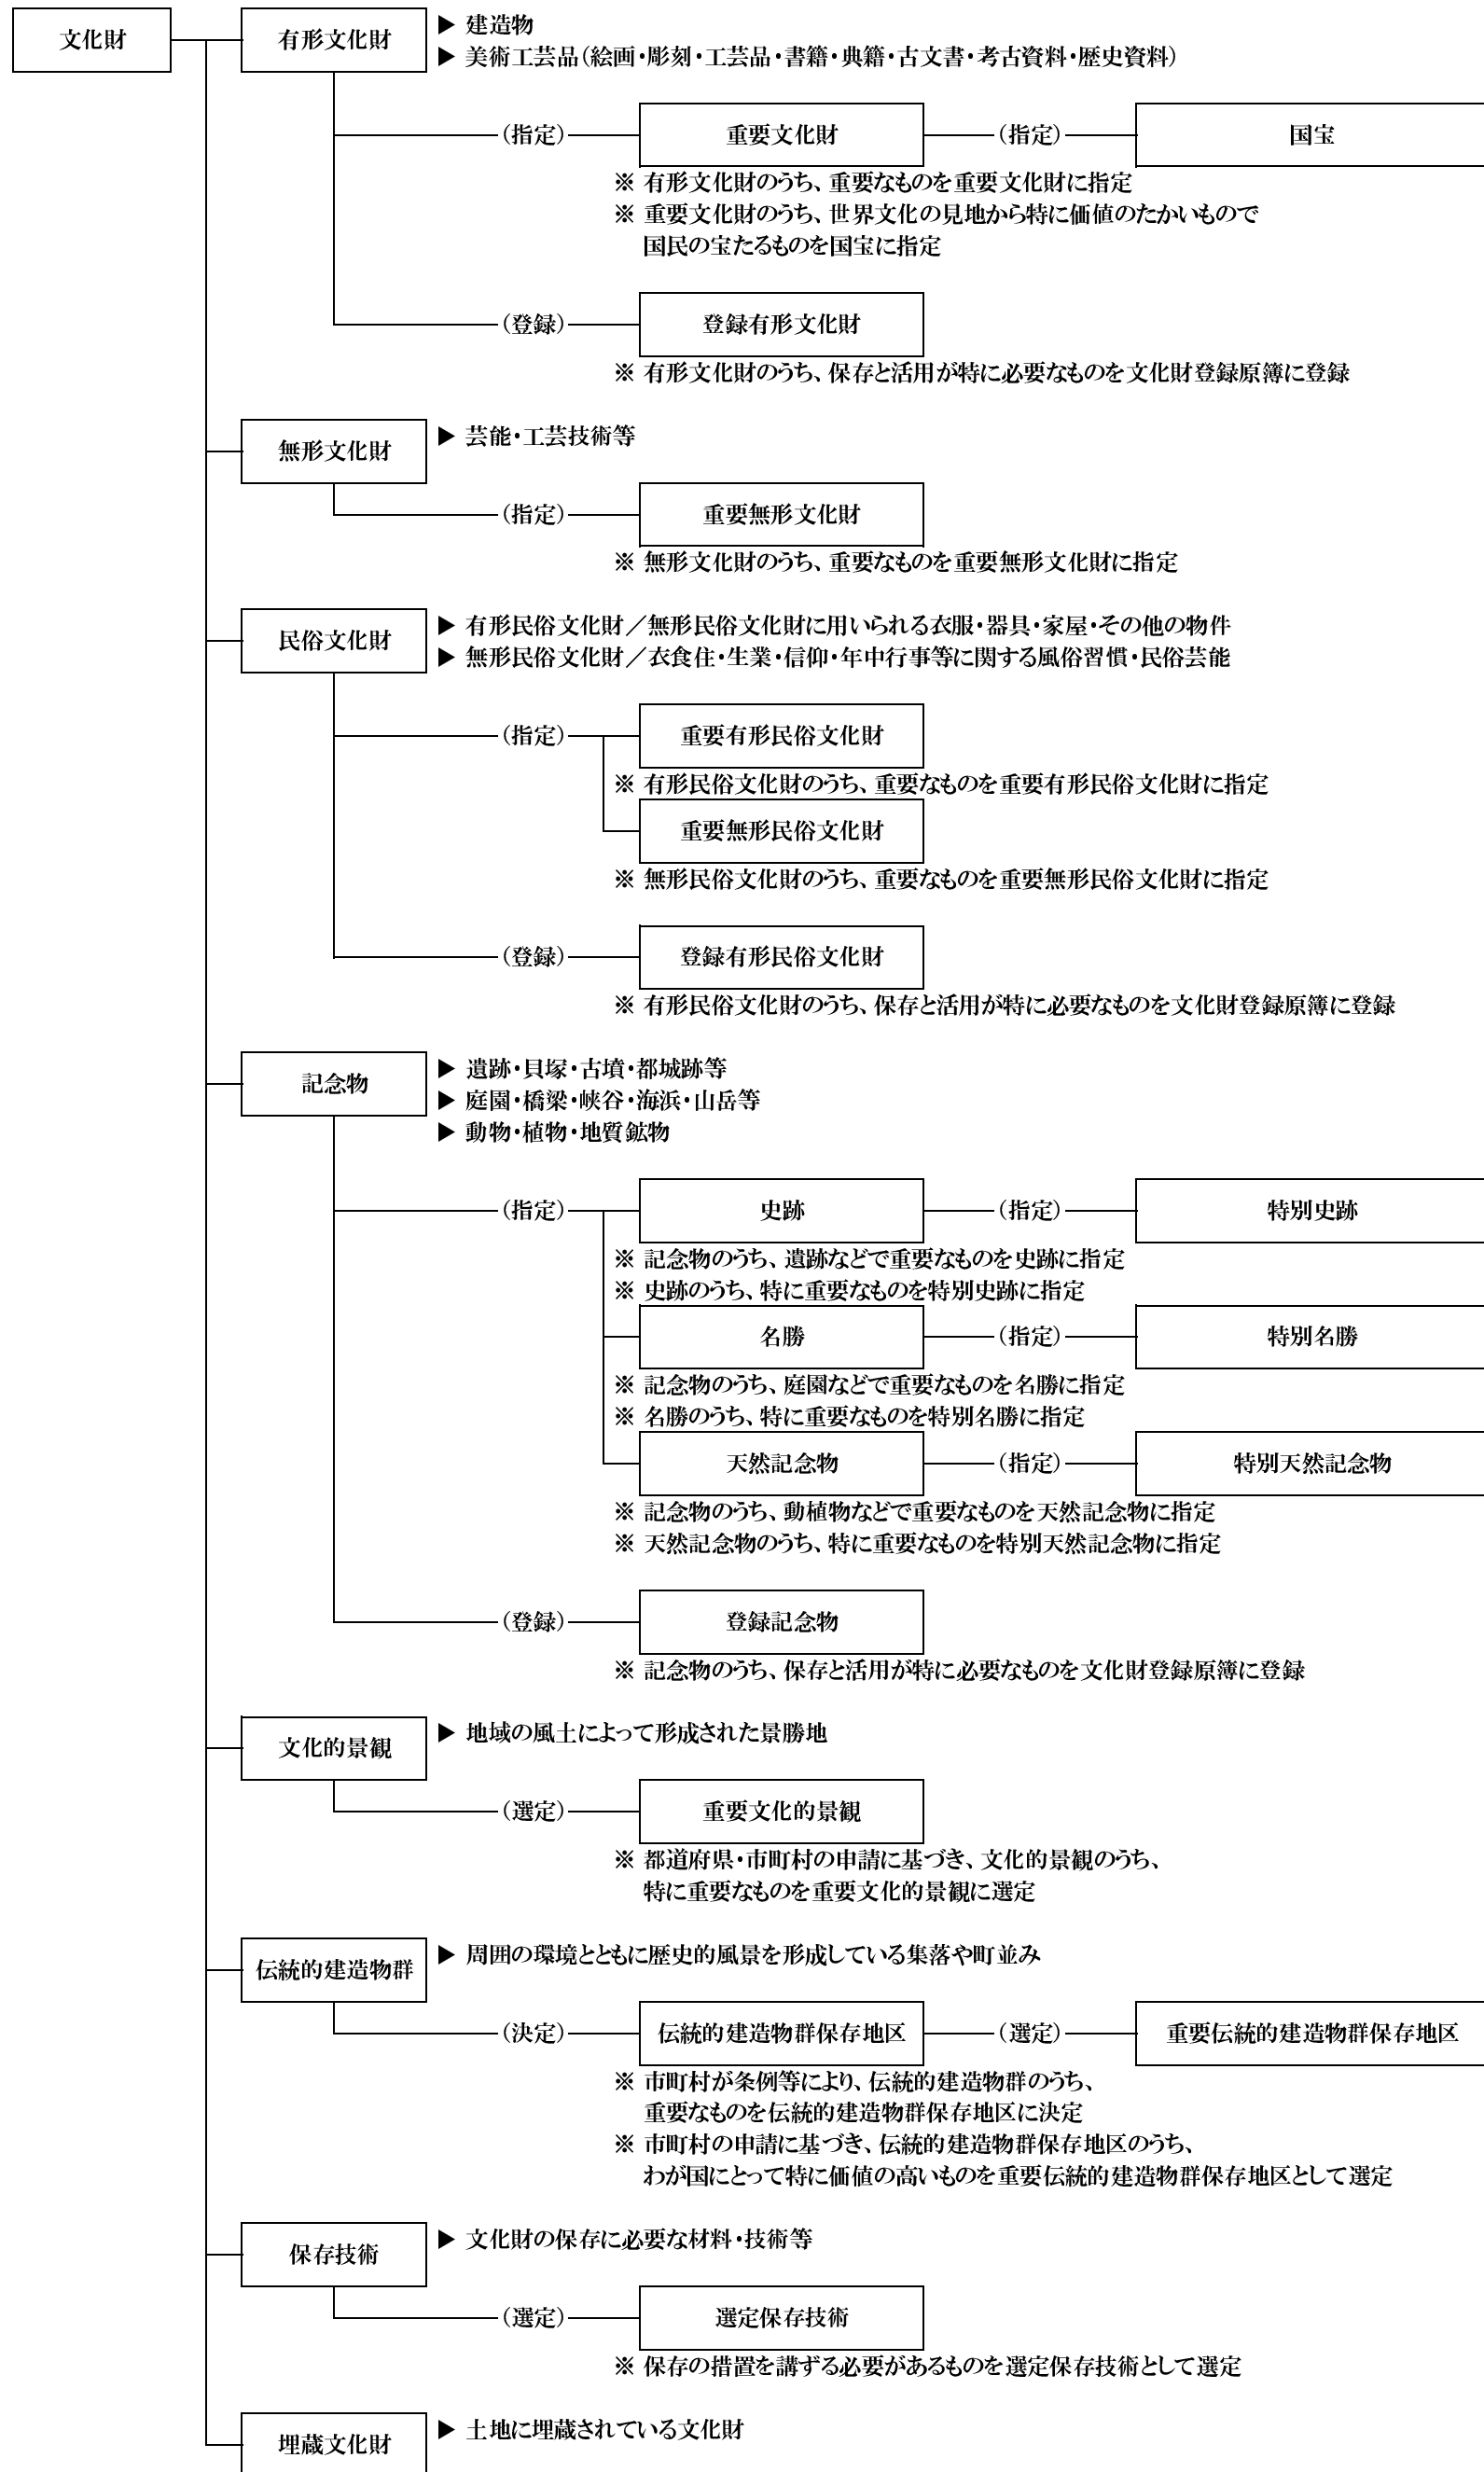 文化財
有形文化財
▶ 建造物
▶ 美術工芸品（絵画・彫刻・工芸品・書籍・典籍・古文書・考古資料・歴史資料）
（指定）
重要文化財
（指定）
国宝
※ 有形文化財のうち、重要なものを重要文化財に指定
※ 重要文化財のうち、世界文化の見地から特に価値のたかいもので
国民の宝たるものを国宝に指定
（登録）
登録有形文化財
※ 有形文化財のうち、保存と活用が特に必要なものを文化財登録原簿に登録
無形文化財
▶ 芸能・工芸技術等
（指定）
重要無形文化財
※ 無形文化財のうち、重要なものを重要無形文化財に指定
民俗文化財
▶ 有形民俗文化財／無形民俗文化財に用いられる衣服・器具・家屋・その他の物件
▶ 無形民俗文化財／衣食住・生業・信仰・年中行事等に関する風俗習慣・民俗芸能
（指定）
重要有形民俗文化財
※ 有形民俗文化財のうち、重要なものを重要有形民俗文化財に指定
重要無形民俗文化財
※ 無形民俗文化財のうち、重要なものを重要無形民俗文化財に指定
（登録）
登録有形民俗文化財
※ 有形民俗文化財のうち、保存と活用が特に必要なものを文化財登録原簿に登録
記念物
▶ 遺跡・貝塚・古墳・都城跡等
▶ 庭園・橋梁・峡谷・海浜・山岳等
▶ 動物・植物・地質鉱物
（指定）
史跡
（指定）
特別史跡
※ 記念物のうち、遺跡などで重要なものを史跡に指定
※ 史跡のうち、特に重要なものを特別史跡に指定
名勝
（指定）
特別名勝
※ 記念物のうち、庭園などで重要なものを名勝に指定
※ 名勝のうち、特に重要なものを特別名勝に指定
天然記念物
（指定）
特別天然記念物
※ 記念物のうち、動植物などで重要なものを天然記念物に指定
※ 天然記念物のうち、特に重要なものを特別天然記念物に指定
（登録）
登録記念物
※ 記念物のうち、保存と活用が特に必要なものを文化財登録原簿に登録
文化的景観
▶ 地域の風土によって形成された景勝地
（選定）
重要文化的景観
※ 都道府県・市町村の申請に基づき、文化的景観のうち、
特に重要なものを重要文化的景観に選定
伝統的建造物群
▶ 周囲の環境とともに歴史的風景を形成している集落や町並み
（決定）
伝統的建造物群保存地区
（選定）
重要伝統的建造物群保存地区
※ 市町村が条例等により、伝統的建造物群のうち、
重要なものを伝統的建造物群保存地区に決定
※ 市町村の申請に基づき、伝統的建造物群保存地区のうち、
わが国にとって特に価値の高いものを重要伝統的建造物群保存地区として選定
保存技術
▶ 文化財の保存に必要な材料・技術等
（選定）
選定保存技術
※ 保存の措置を講ずる必要があるものを選定保存技術として選定
埋蔵文化財
▶ 土地に埋蔵されている文化財